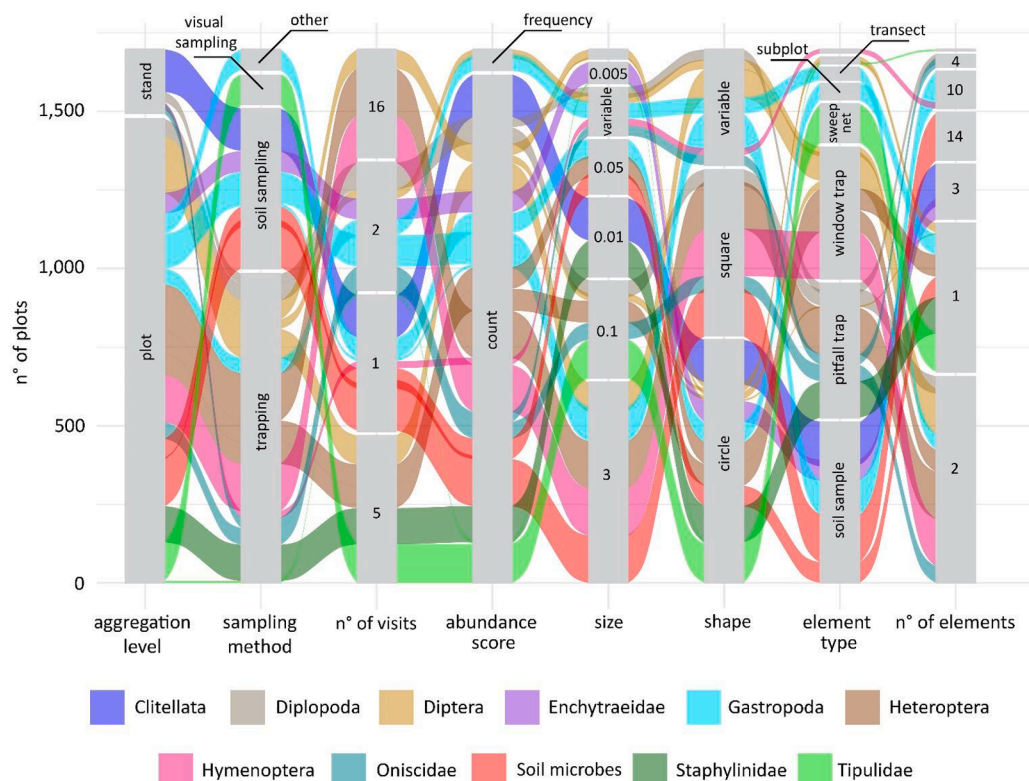 visual
sampling
other
frequency
transect
subplot
1,500
1,000
500
0
n° of plots
stand
plot
soil sampling
trapping
16
2
1
5
count
0.005
variable
0.05
0.01
0.1
3
variable
square
circle
sweep
net
window trap
pitfall trap
soil sample
4
10
14
3
1
2
aggregation
level
sampling
method
n° of visits
abundance
score
size
shape
element
type
n° of elements
Clitellata
Diplopoda
Diptera
Enchytraeidae
Gastropoda
Heteroptera
Hymenoptera
Oniscidae
Soil microbes
Staphylinidae
Tipulidae